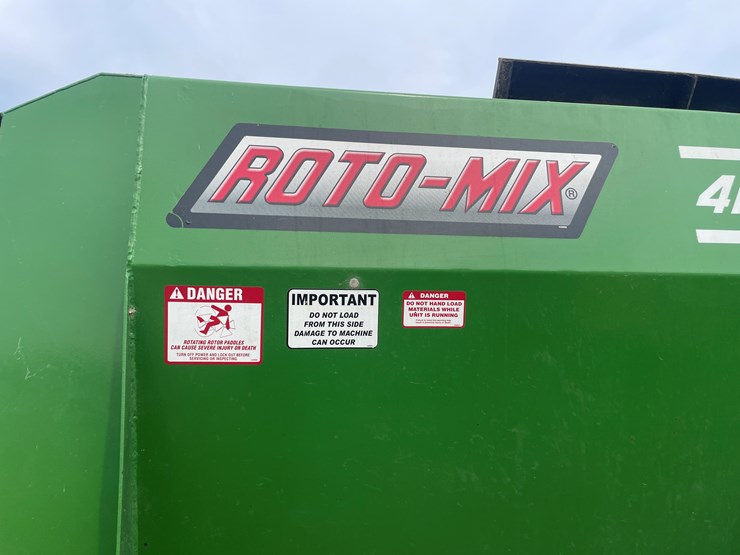 ROTO-MIX®
4
DANGER
ROTATING ROTOR PADDLES
CAN CAUSE SEVERE INJURY OR DEATH
TURN OFF POWER AND LOCK OUT BEFORE
SERVICING OR INSPECTING
IMPORTANT
DO NOT LOAD
FROM THIS SIDE
DAMAGE TO MACHINE
CAN OCCUR
DANGER
DO NOT HAND LOAD
MATERIALS WHILE
UNIT IS RUNNING